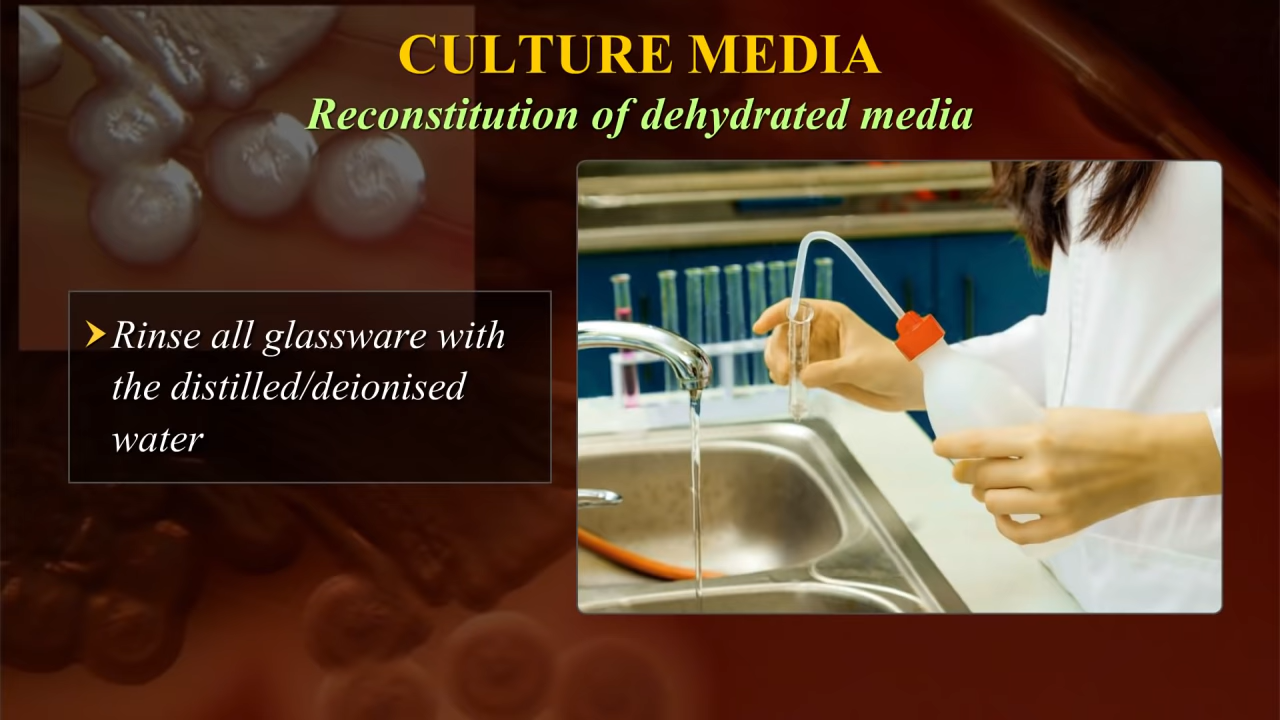 CULTURE MEDIA
Reconstitution of dehydrated media
Rinse all glassware with
the distilled/deionised
water